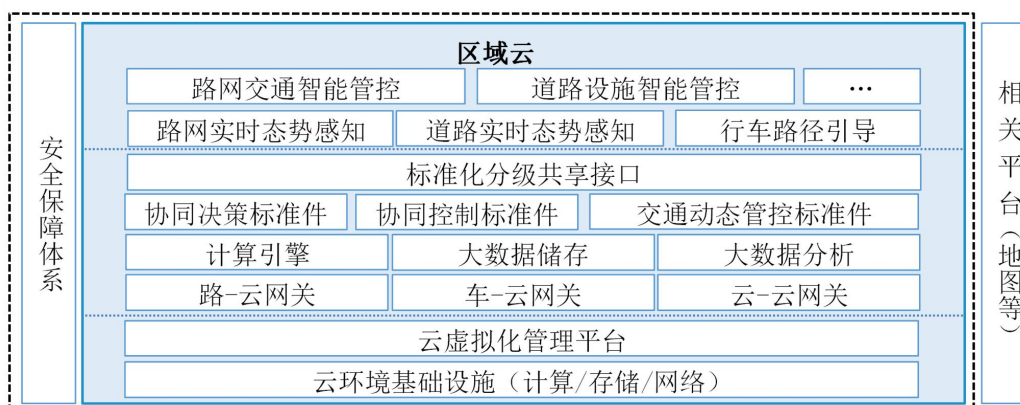 区域云
路网交通智能管控
道路设施智能管控
…
路网实时态势感知
道路实时态势感知
行车路径引导
标准化分级共享接口
协同决策标准件
协同控制标准件
交通动态管控标准件
计算引擎
大数据储存
大数据分析
路-云网关
车-云网关
云-云网关
云虚拟化管理平台
云环境基础设施（计算/存储/网络）
安全保障体系
相关平台（地图等）